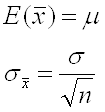 E(x̄) = μ
σ_x̄ = σ/√n